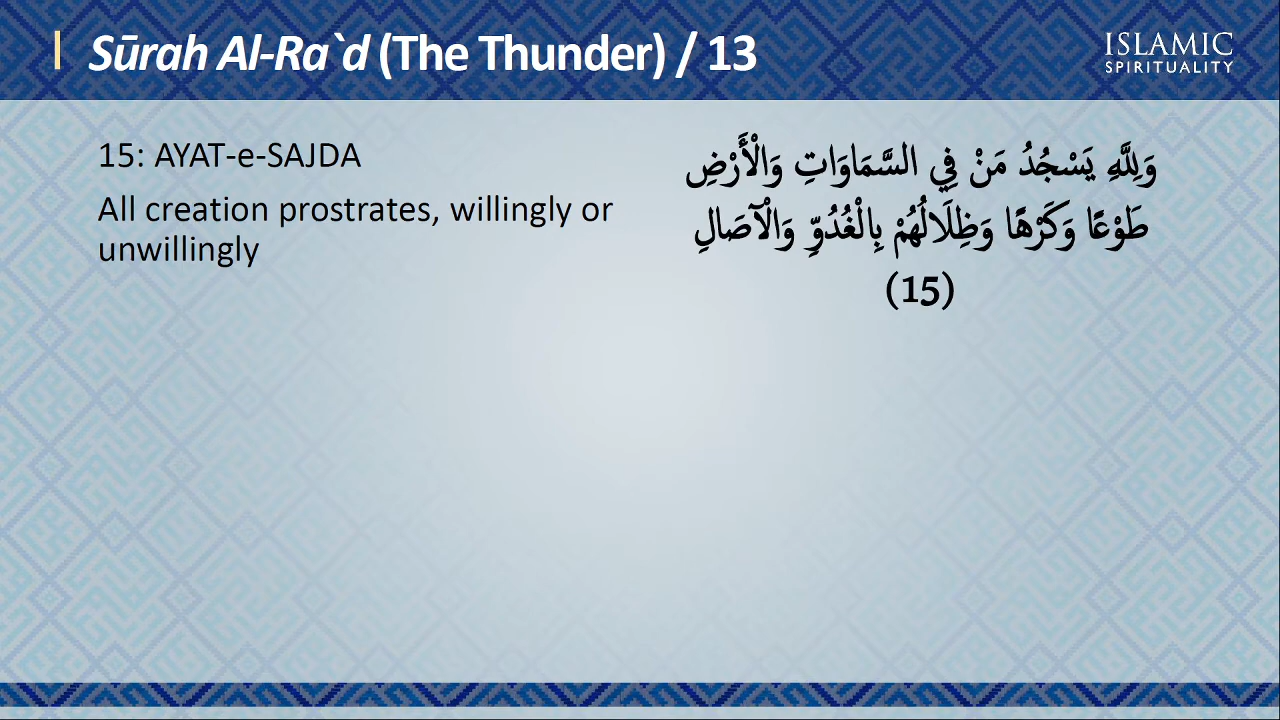 Sūrah Al-Ra`d (The Thunder) / 13
ISLAMIC
SPIRITUALITY
15: AYAT-e-SAJDA
All creation prostrates, willingly or
unwillingly
وَلِلَّهِ يَسْجُدُ مَنْ فِي السَّمَاوَاتِ وَالْأَرْضِ
طَوْعًا وَكَرْهًا وَظِلَالُهُمْ بِالْغُدُوِّ وَالْآصَالِ
(15)